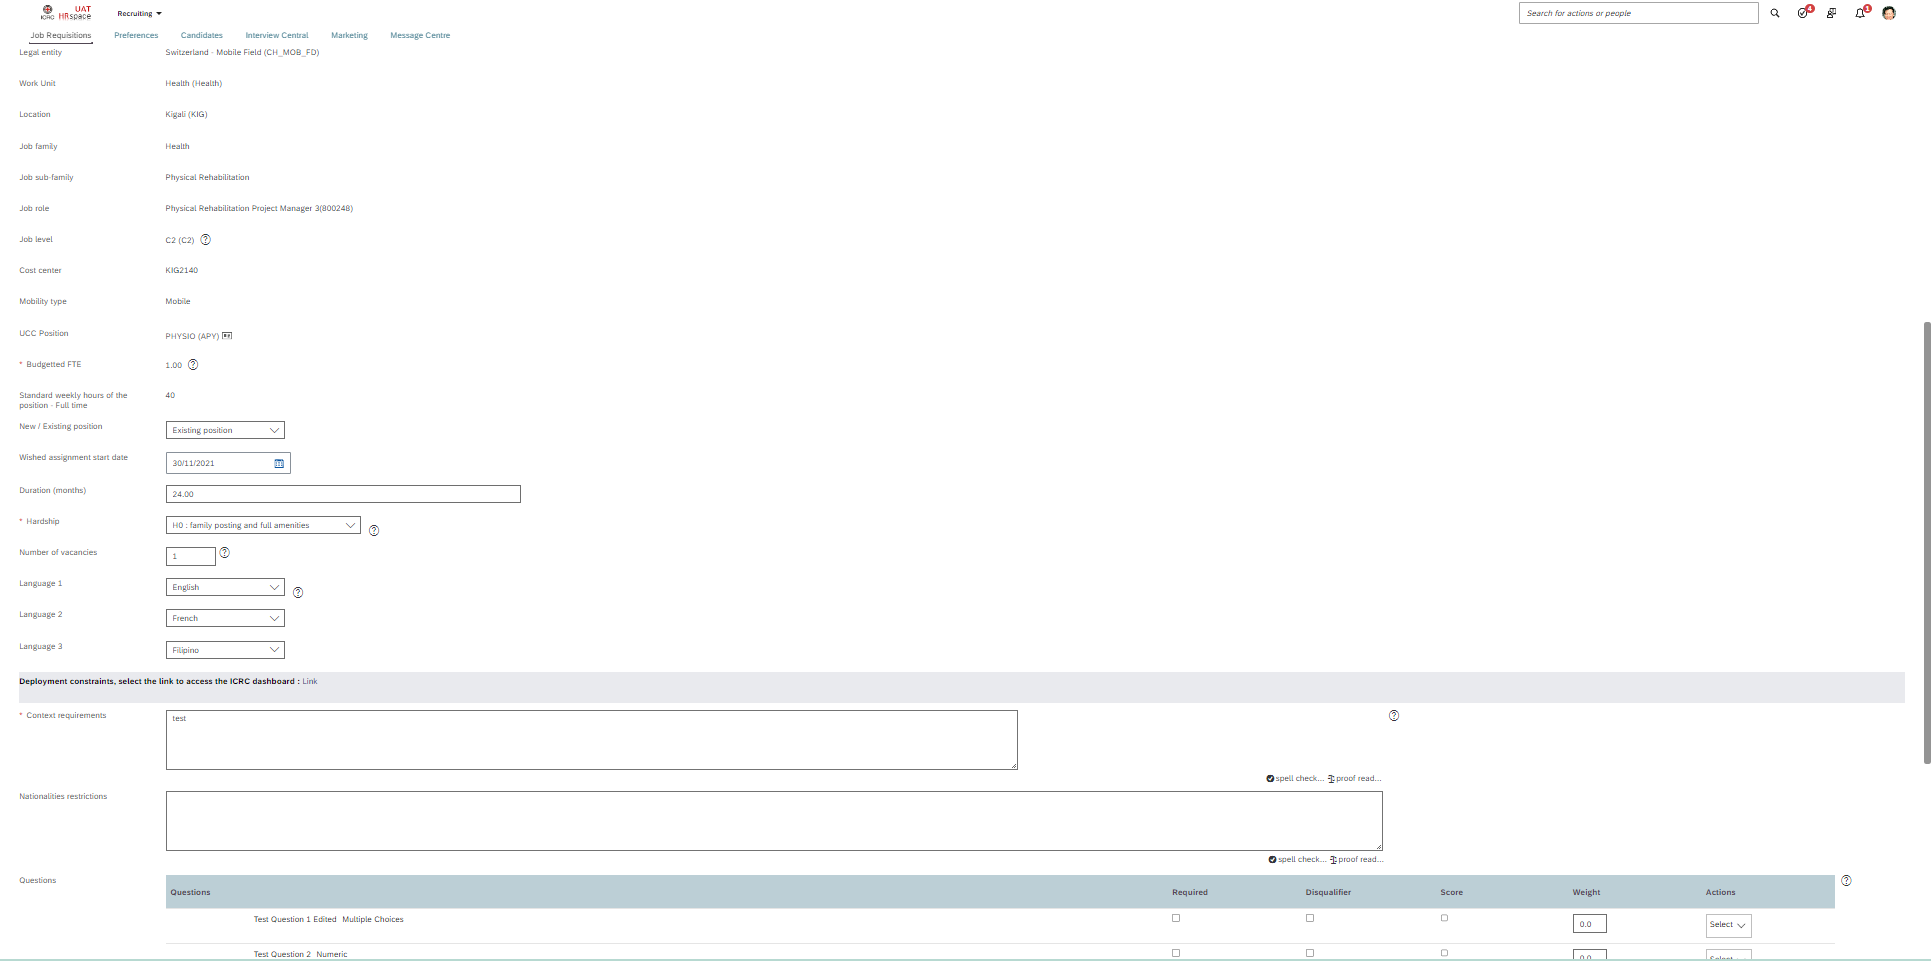 ICRC
UAT
HRspace
Recruiting
Search for actions or people
4
1
Job Requisitions Preferences Candidates Interview Central Marketing Message Centre
Legal entity Switzerland - Mobile Field (CH_MOB_FD)
Work Unit Health (Health)
Location Kigali (KIG)
Job family Health
Job sub-family Physical Rehabilitation
Job role Physical Rehabilitation Project Manager 3(800248)
Job level C2 (C2) ?
Cost center KIG2140
Mobility type Mobile
UCC Position PHYSIO (APY)
* Budgetted FTE 1.00 ?
Standard weekly hours of the 40
position - Full time
New / Existing position Existing position
Wished assignment start date 30/11/2021
Duration (months) 24.00
* Hardship H0 : family posting and full amenities ?
Number of vacancies 1 ?
Language 1 English ?
Language 2 French
Language 3 Filipino
Deployment constraints, select the link to access the ICRC dashboard : Link
* Context requirements test ?
spell check... proof read...
Nationalities restrictions
spell check... proof read...
Questions ?
Questions Required Disqualifier Score Weight Actions
Test Question 1 Edited Multiple Choices 0.0 Select
Test Question 2 Numeric 0.0 Select